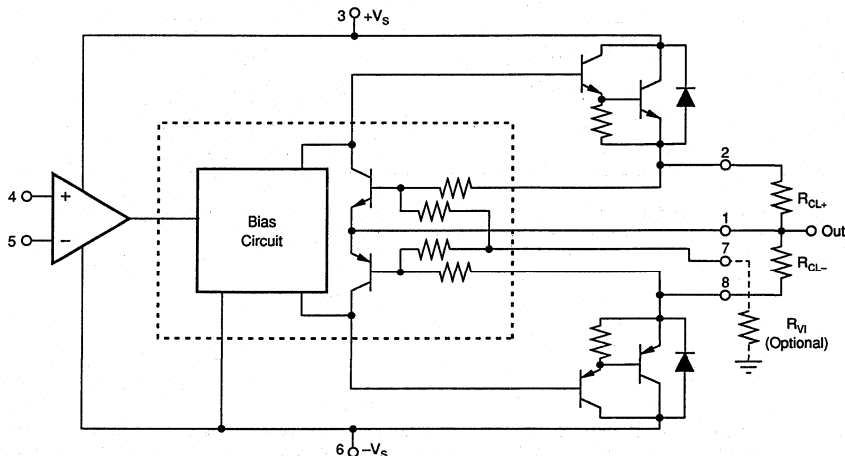 3 +VS
2
RCL+
4
+
Bias
Circuit
1
Out
5
−
7
RCL−
8
RVI
(Optional)
6 −VS